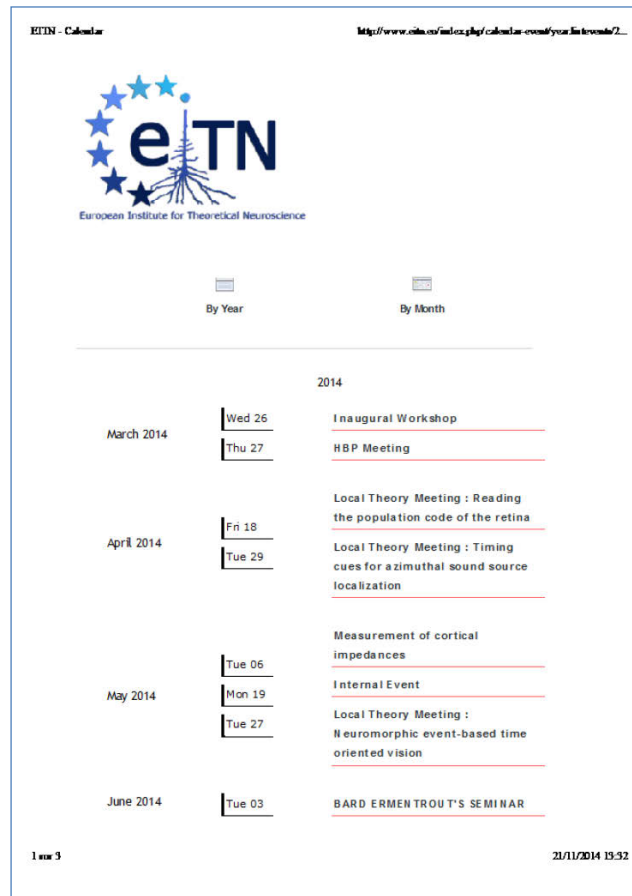 EITN - Calendar
http://www.eitn.eu/index.php/calendar-event/year.listevents/2...
eiTN
European Institute for Theoretical Neuroscience
By Year
By Month
2014
March 2014
Wed 26
Inaugural Workshop
Thu 27
HBP Meeting
April 2014
Fri 18
Local Theory Meeting : Reading
the population code of the retina
Tue 29
Local Theory Meeting : Timing
cues for azimuthal sound source
localization
May 2014
Tue 06
Measurement of cortical
impedances
Mon 19
Internal Event
Tue 27
Local Theory Meeting :
Neuromorphic event-based time
oriented vision
June 2014
Tue 03
BARD ERMENTROUT'S SEMINAR
1 sur 3
21/11/2014 15:52